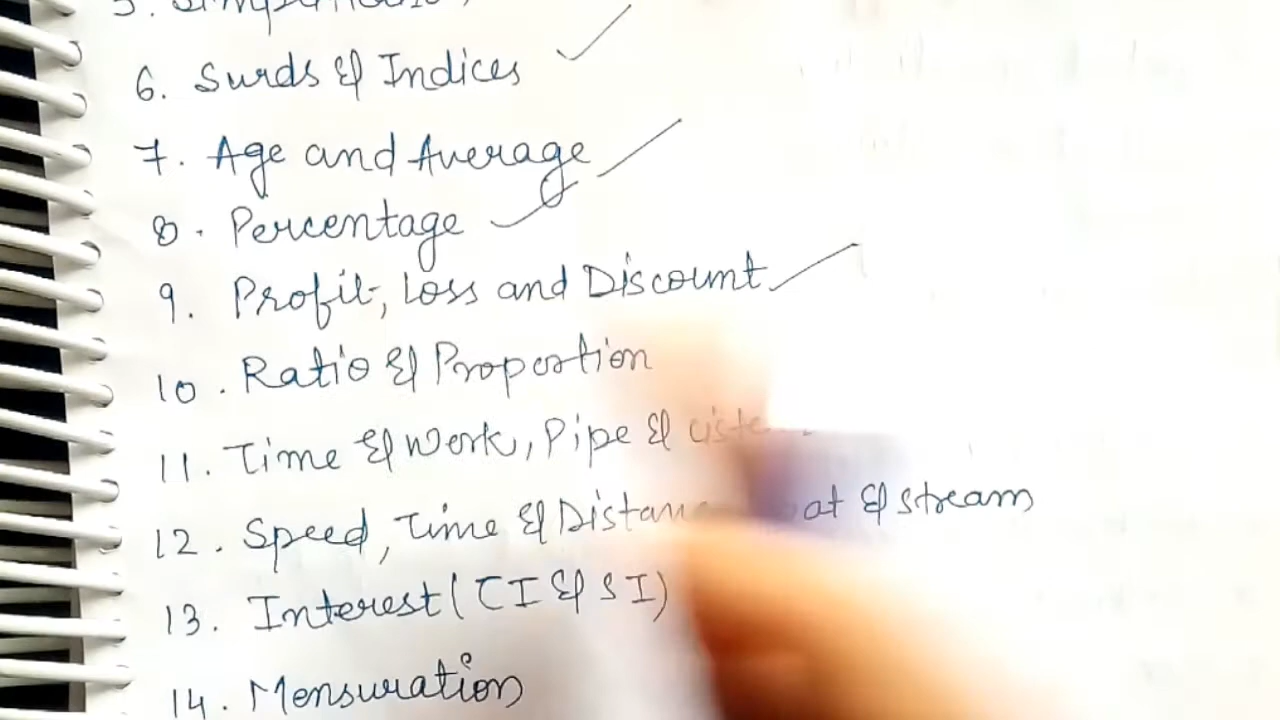 6. Surds & Indices
7. Age and Average
8. Percentage
9. Profit, Loss and Discount
10. Ratio & Proportion
11. Time & Work, Pipe &
12. Speed, Time & & Stream
13. Interest (CI & SI)
14. Mensuration